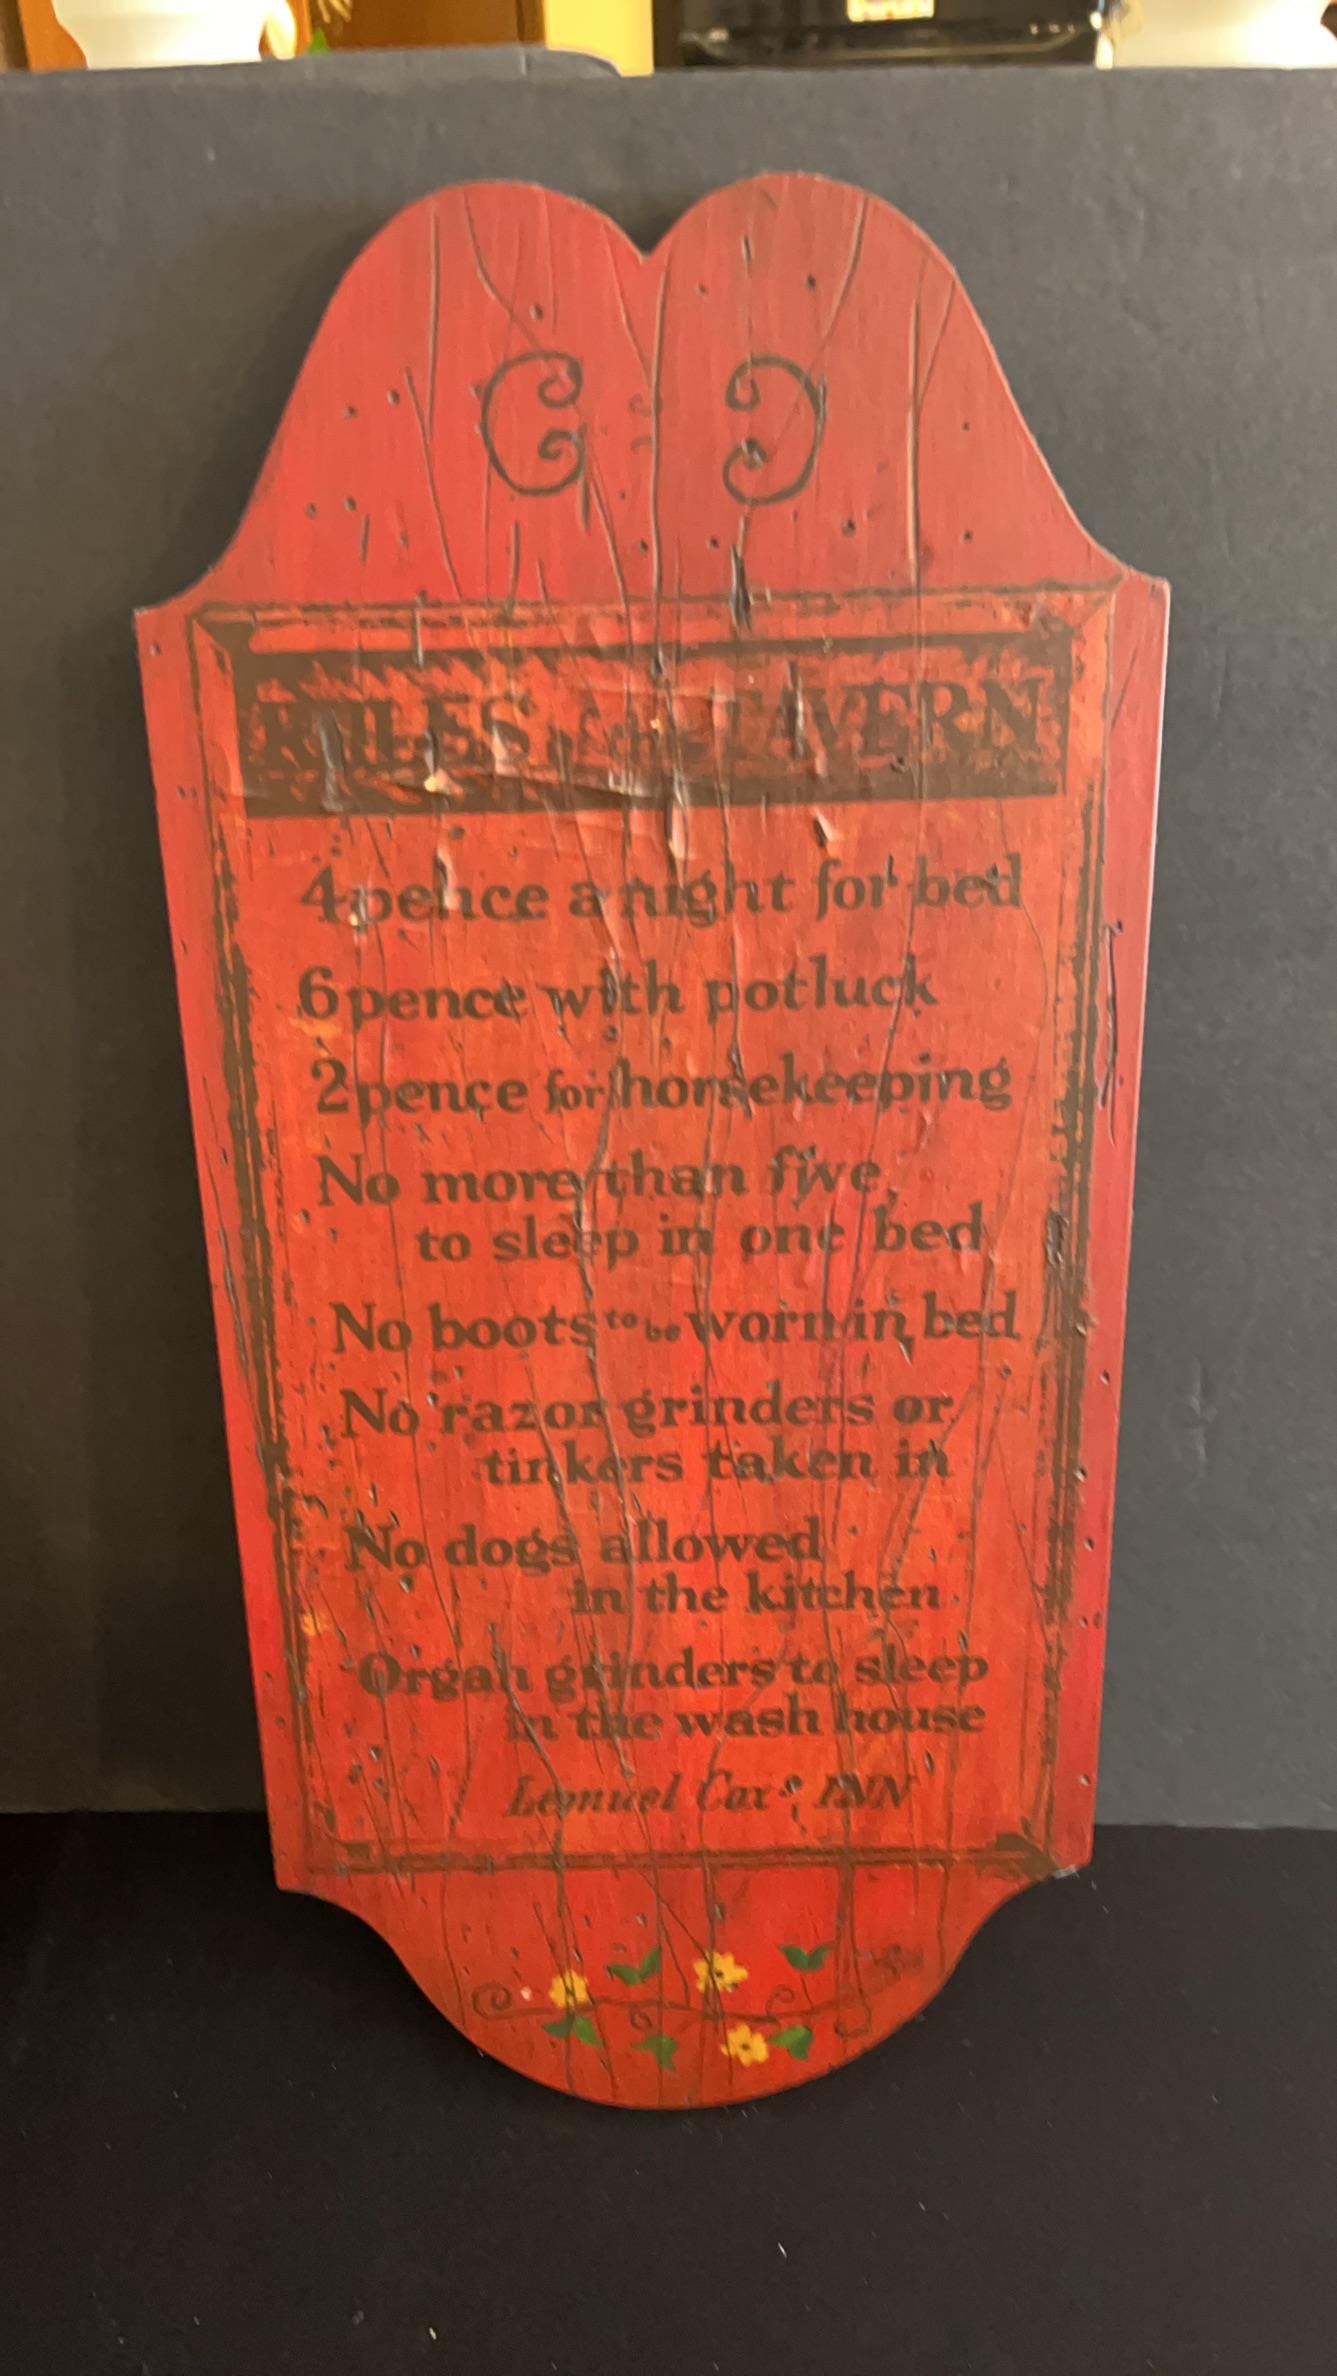 RULES of the TAVERN
4 pence a night for bed
6 pence with potluck
2 pence for horsekeeping
No more than five
to sleep in one bed
No boots to be worn in bed
No razor grinders or
tinkers taken in
No dogs allowed
in the kitchen
Organ grinders to sleep
in the wash house
Lemuel Cox's INN